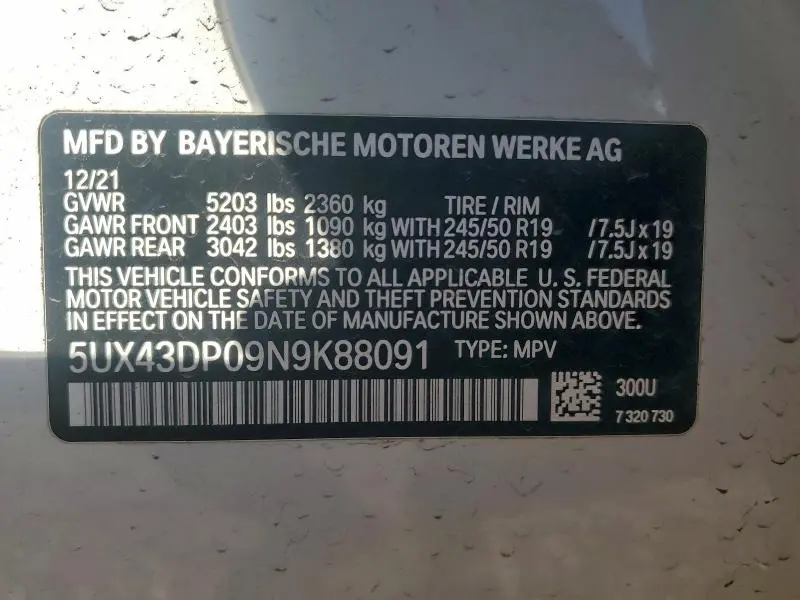 MFD BY BAYERISCHE MOTOREN WERKE AG
12/21
GVWR 5203 lbs 2360 kg TIRE / RIM
GAWR FRONT 2403 lbs 1090 kg WITH 245/50 R19 /7.5J x 19
GAWR REAR 3042 lbs 1380 kg WITH 245/50 R19 /7.5J x 19
THIS VEHICLE CONFORMS TO ALL APPLICABLE U. S. FEDERAL
MOTOR VEHICLE SAFETY AND THEFT PREVENTION STANDARDS
IN EFFECT ON THE DATE OF MANUFACTURE SHOWN ABOVE.
5UX43DP09N9K88091 TYPE: MPV
300U
7 320 730